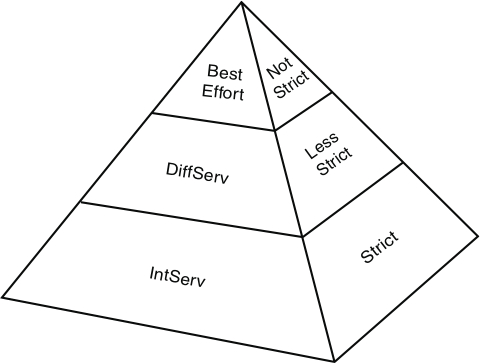 Best
Effort
Not
Strict
DiffServ
Less
Strict
IntServ
Strict